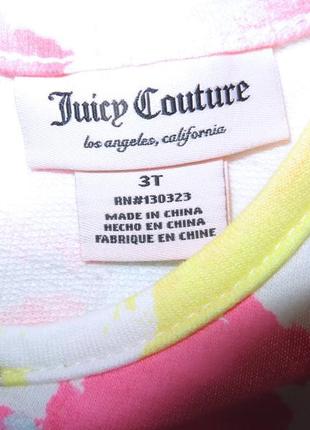 Juicy Couture
los angeles, california
3T
RN#130323
MADE IN CHINA
HECHO EN CHINA
FABRIQUE EN CHINE